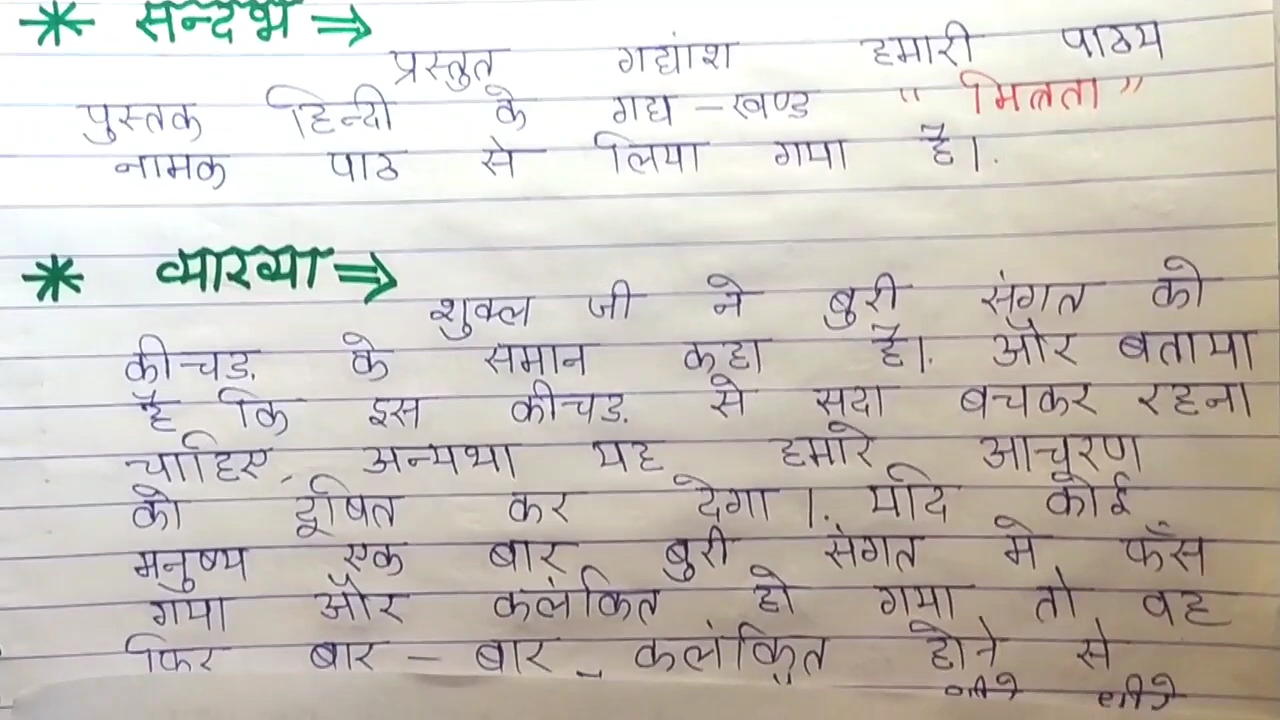 * सन्दर्भ ⇒
प्रस्तुत गद्यांश हमारी पाठ्य
पुस्तक हिन्दी के गद्य-खण्ड “मित्रता”
नामक पाठ से लिया गया है।
* व्याख्या ⇒
शुक्ल जी ने बुरी संगत को
कीचड़ के समान कहा है। और बताया
है कि इस कीचड़ से सदा बचकर रहना
चाहिए, अन्यथा यह हमारे आचरण
को दूषित कर देगा। यदि कोई
मनुष्य एक बार बुरी संगत मे फँस
गया और कलंकित हो गया तो वह
फिर बार-बार कलंकित होने से